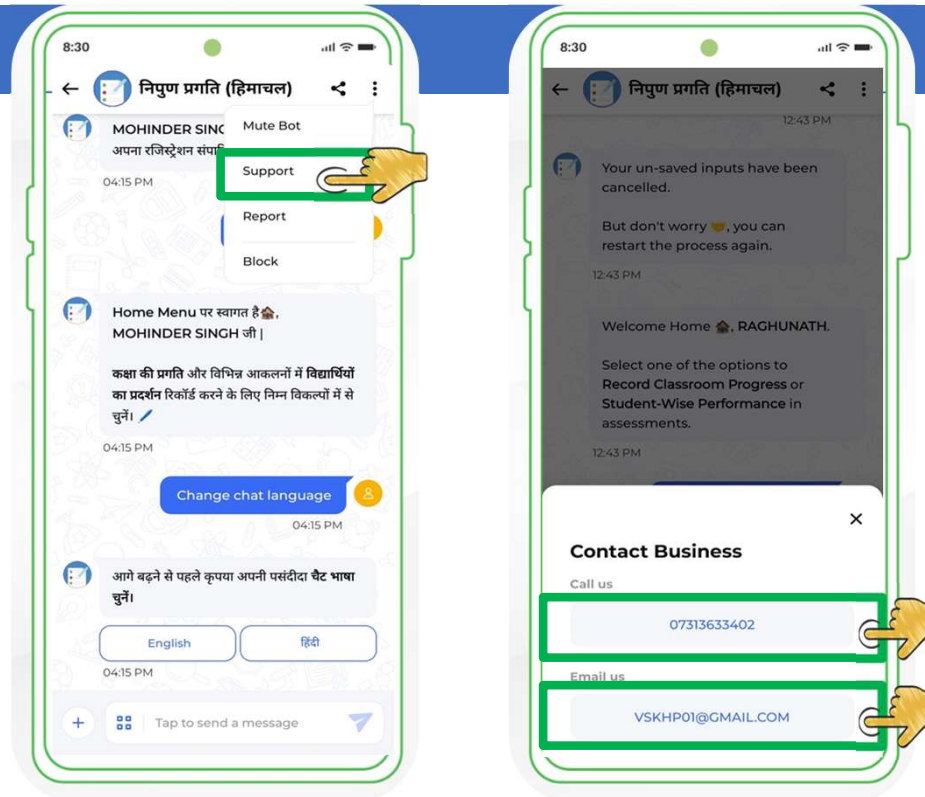 8:30
निपुण प्रगति (हिमाचल)
MOHINDER SING
अपना रजिस्ट्रेशन
04:15 PM
Mute Bot
Support
Report
Block
Home Menu पर स्वागत है🏚️,
MOHINDER SINGH जी |
कक्षा की प्रगति और विभिन्न आकलनों में विद्यार्थियों
का प्रदर्शन रिकॉर्ड करने के लिए निम्न विकल्पों में से
चुनें। 🖊️
04:15 PM
Change chat language
04:15 PM
आगे बढ़ने से पहले कृपया अपनी पसंदीदा चैट भाषा
चुनें।
English
हिंदी
04:15 PM
Tap to send a message
8:30
निपुण प्रगति (हिमाचल)
12:43 PM
Your un-saved inputs have been
cancelled.
But don't worry 🤝, you can
restart the process again.
12:43 PM
Welcome Home 🏚️, RAGHUNATH.
Select one of the options to
Record Classroom Progress or
Student-Wise Performance in
assessments.
12:43 PM
Contact Business
Call us
07313633402
Email us
VSKHP01@GMAIL.COM